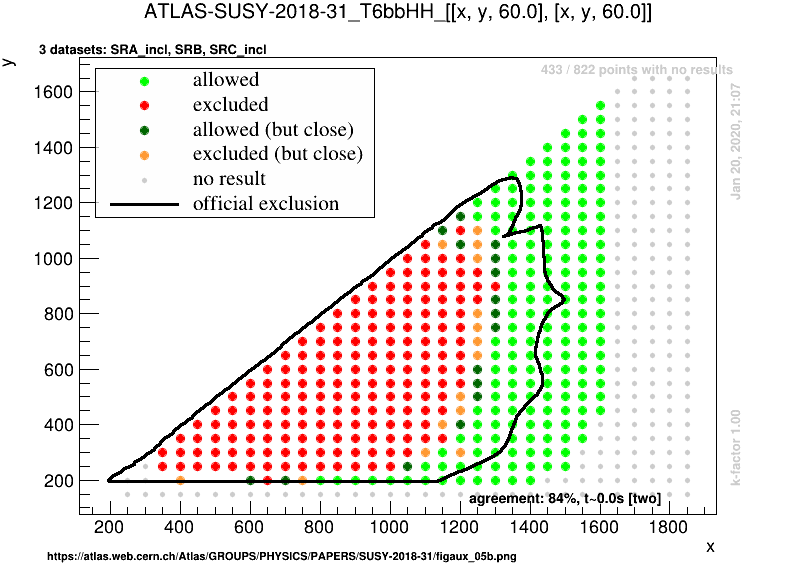 ATLAS-SUSY-2018-31_T6bbHH_[[x, y, 60.0], [x, y, 60.0]]
3 datasets: SRA_incl, SRB, SRC_incl
y
433 / 822 points with no results
allowed
excluded
allowed (but close)
excluded (but close)
no result
official exclusion
Jan 20, 2020, 21:07
k-factor 1.00
1600
1400
1200
1000
800
600
400
200
agreement: 84%, t~0.0s [two]
200 400 600 800 1000 1200 1400 1600 1800
x
https://atlas.web.cern.ch/Atlas/GROUPS/PHYSICS/PAPERS/SUSY-2018-31/figaux_05b.png